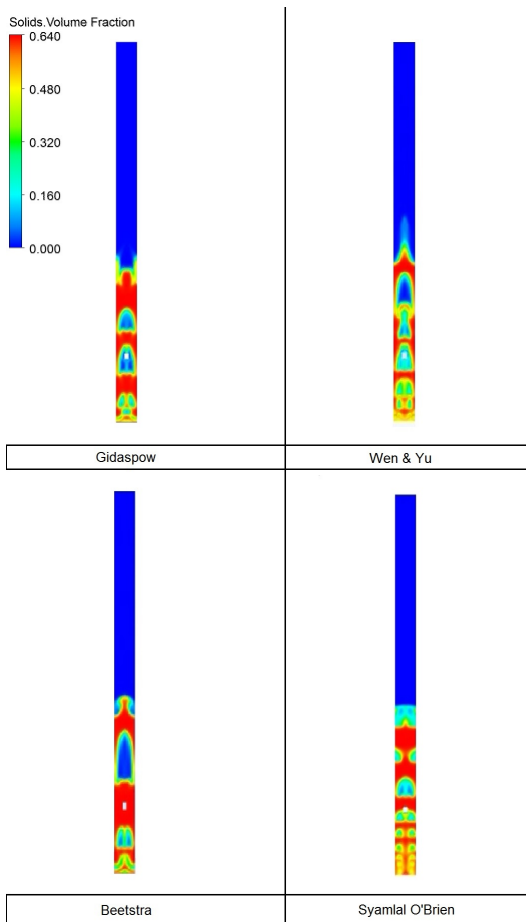 Solids.Volume Fraction
0.640
0.480
0.320
0.160
0.000
Gidaspow
Wen & Yu
Beetstra
Syamlal O'Brien